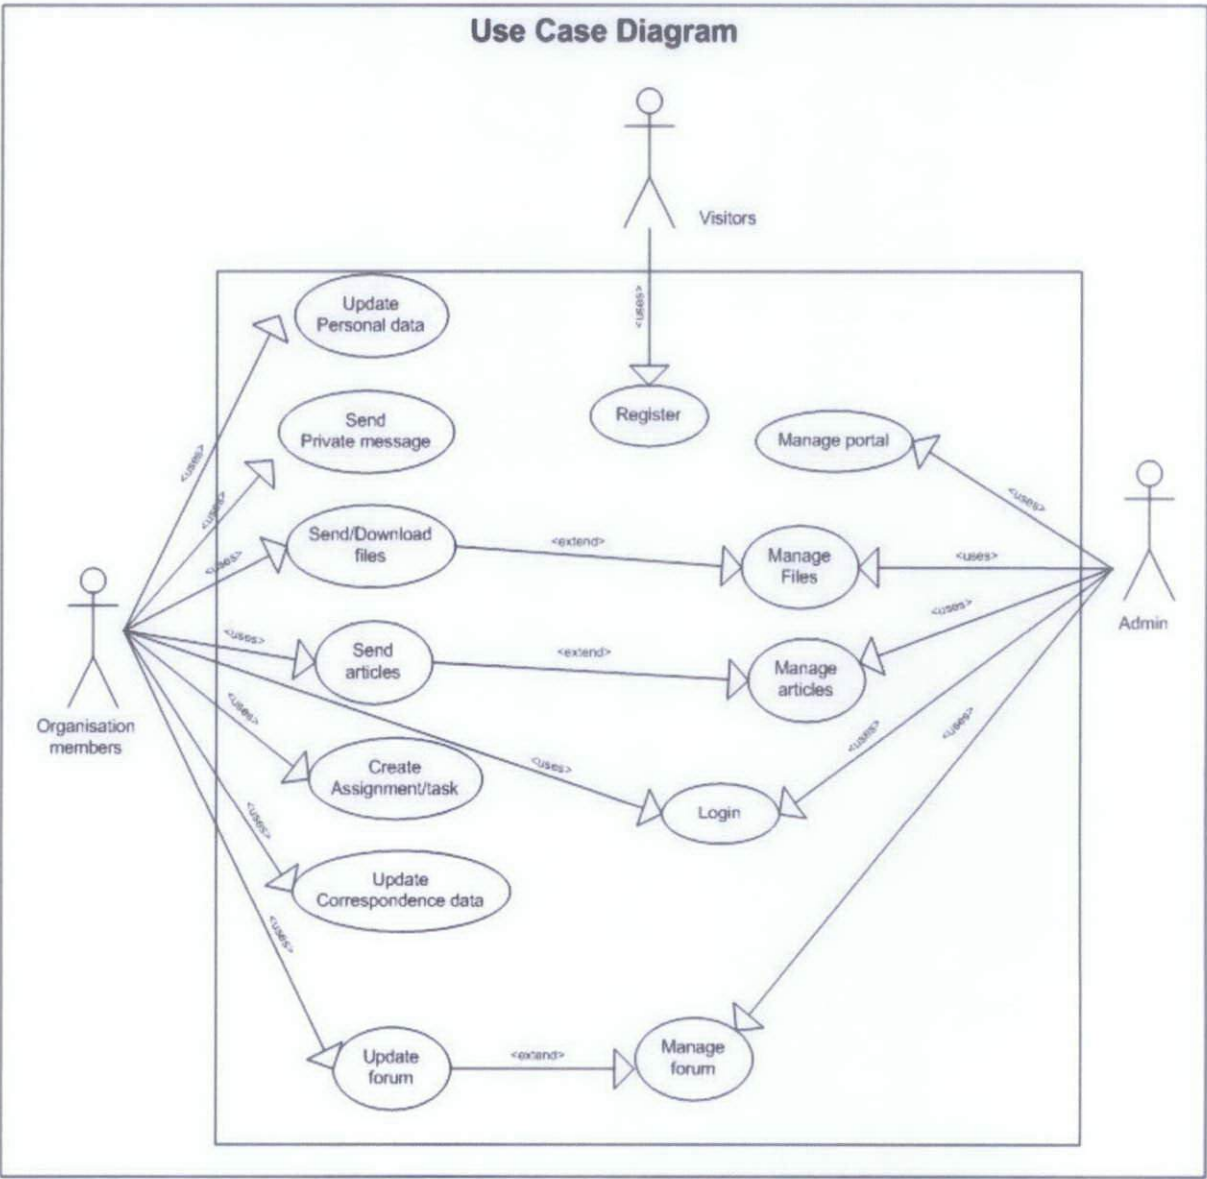 Use Case Diagram
Visitors
<uses>
Update
Personal data
Register
Send
Private message
Manage portal
<uses>
<uses>
<uses>
Send/Download
files
<extend>
Manage
Files
<uses>
<uses>
Admin
<uses>
Send
articles
<extend>
Manage
articles
<uses>
<uses>
Organisation
members
<uses>
Create
Assignment/task
<uses>
Login
<uses>
<uses>
<uses>
Update
Correspondence data
<uses>
Update
forum
<extend>
Manage
forum